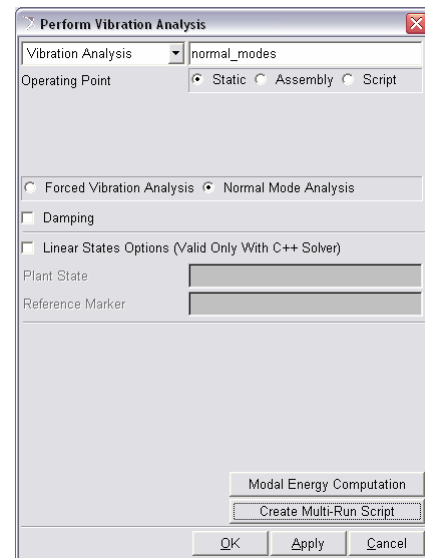 Perform Vibration Analysis
Vibration Analysis normal_modes
Operating Point Static Assembly Script
Forced Vibration Analysis Normal Mode Analysis
Damping
Linear States Options (Valid Only With C++ Solver)
Plant State
Reference Marker
Modal Energy Computation
Create Multi-Run Script
OK Apply Cancel